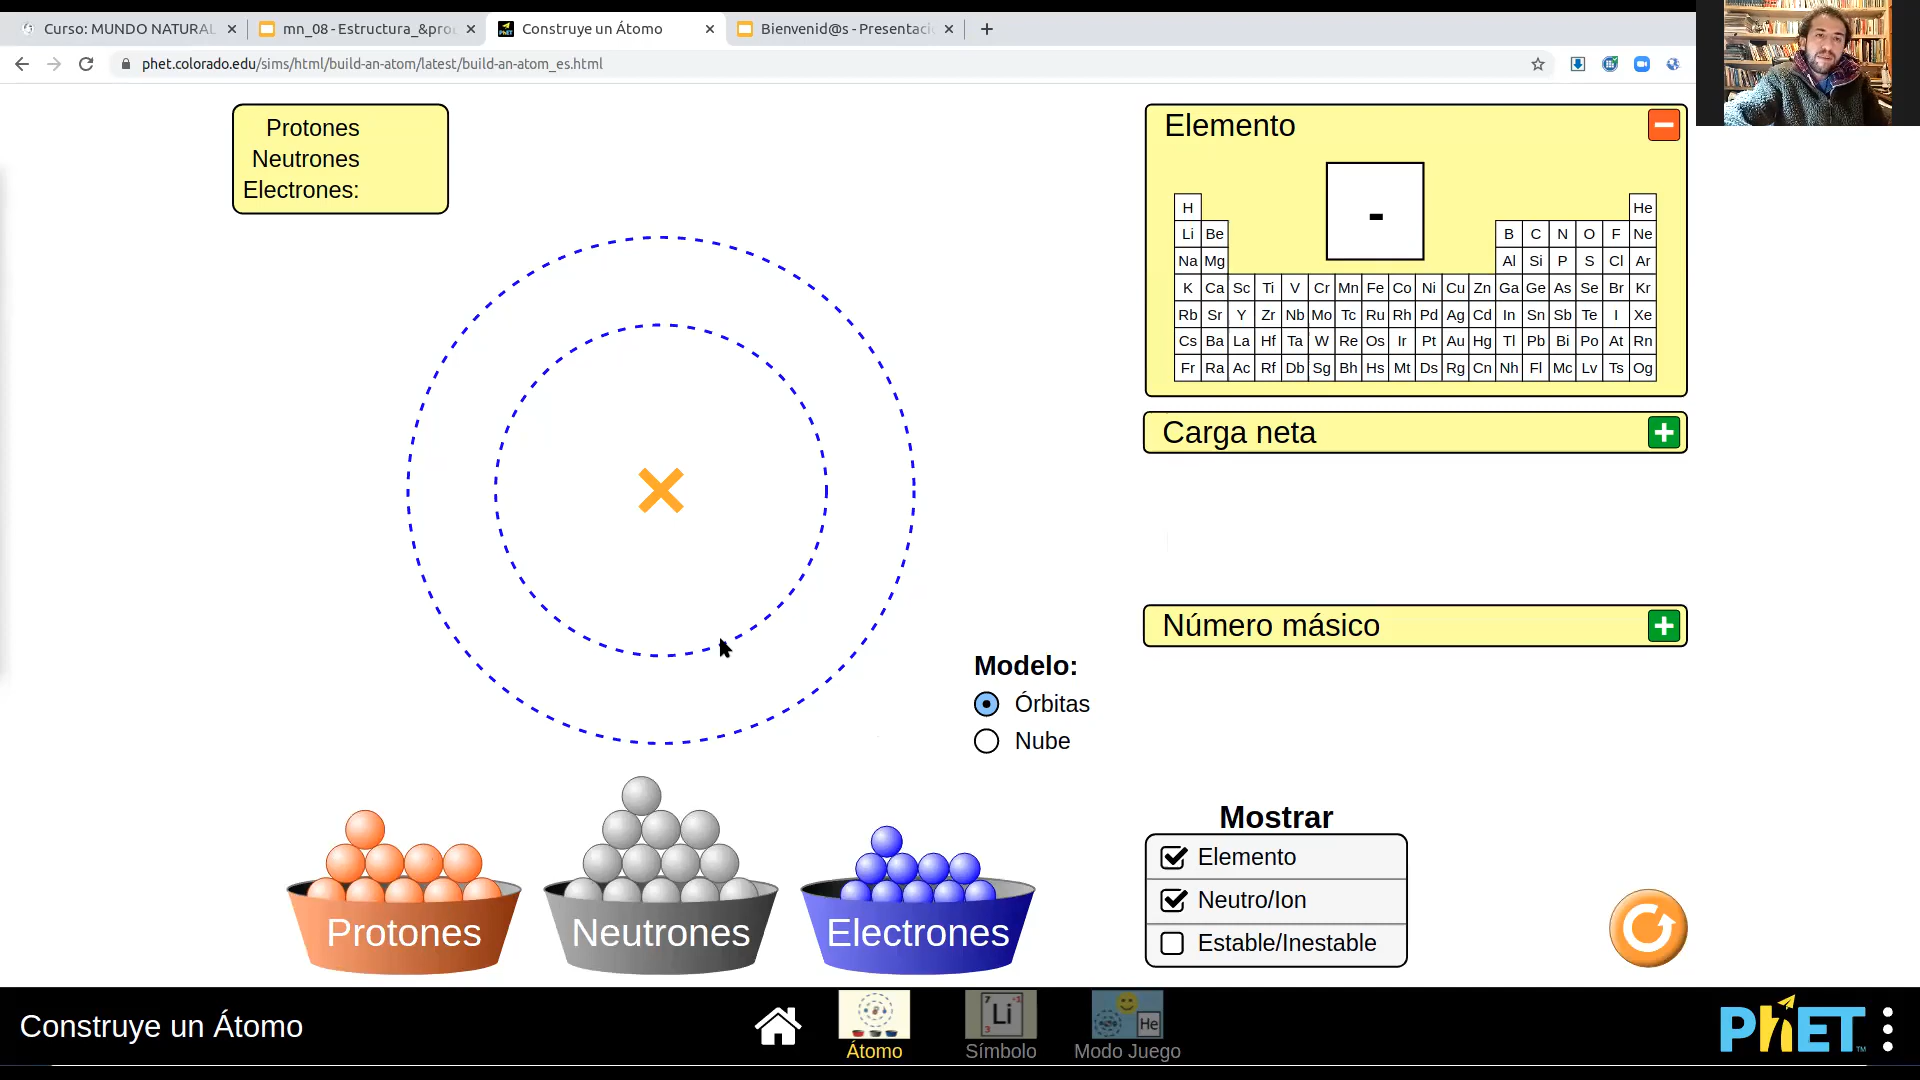 Curso: MUNDO NATURAL
mn_08 - Estructura_&pro
Construye un Átomo
Bienvenid@s - Presentaci
phet.colorado.edu/sims/html/build-an-atom/latest/build-an-atom_es.html
Protones
Neutrones
Electrones:
Elemento
-
H He
Li Be B C N O F Ne
Na Mg Al Si P S Cl Ar
K Ca Sc Ti V Cr Mn Fe Co Ni Cu Zn Ga Ge As Se Br Kr
Rb Sr Y Zr Nb Mo Tc Ru Rh Pd Ag Cd In Sn Sb Te I Xe
Cs Ba La Hf Ta W Re Os Ir Pt Au Hg Tl Pb Bi Po At Rn
Fr Ra Ac Rf Db Sg Bh Hs Mt Ds Rg Cn Nh Fl Mc Lv Ts Og
Carga neta
Número másico
Modelo:
Órbitas
Nube
Protones
Neutrones
Electrones
Mostrar
Elemento
Neutro/Ion
Estable/Inestable
Construye un Átomo
Átomo
7 +1
Li
3
Símbolo
He
Modo Juego
PhET